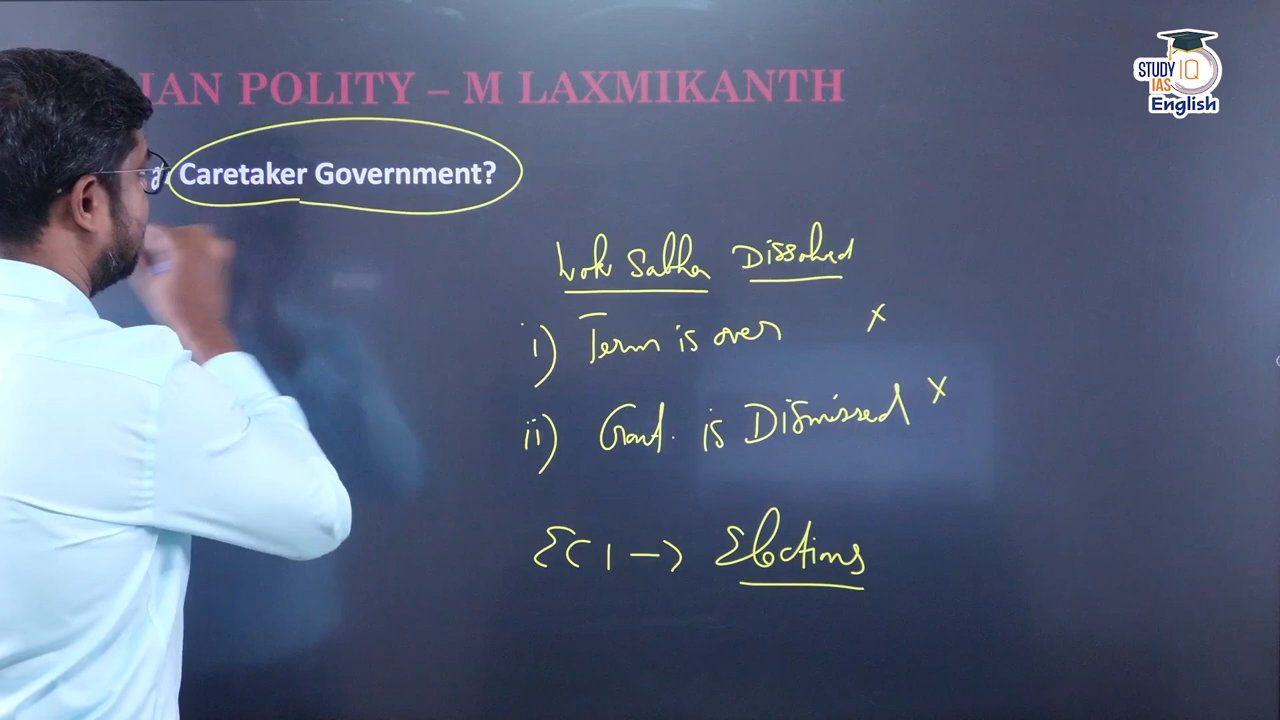 IAN POLITY – M LAXMIKANTH
STUDY IQ
IAS
English
a Caretaker Government?
Lok Sabha Dissolved
i) Term is over x
ii) Govt. is Dismissed x
ECI → Elections